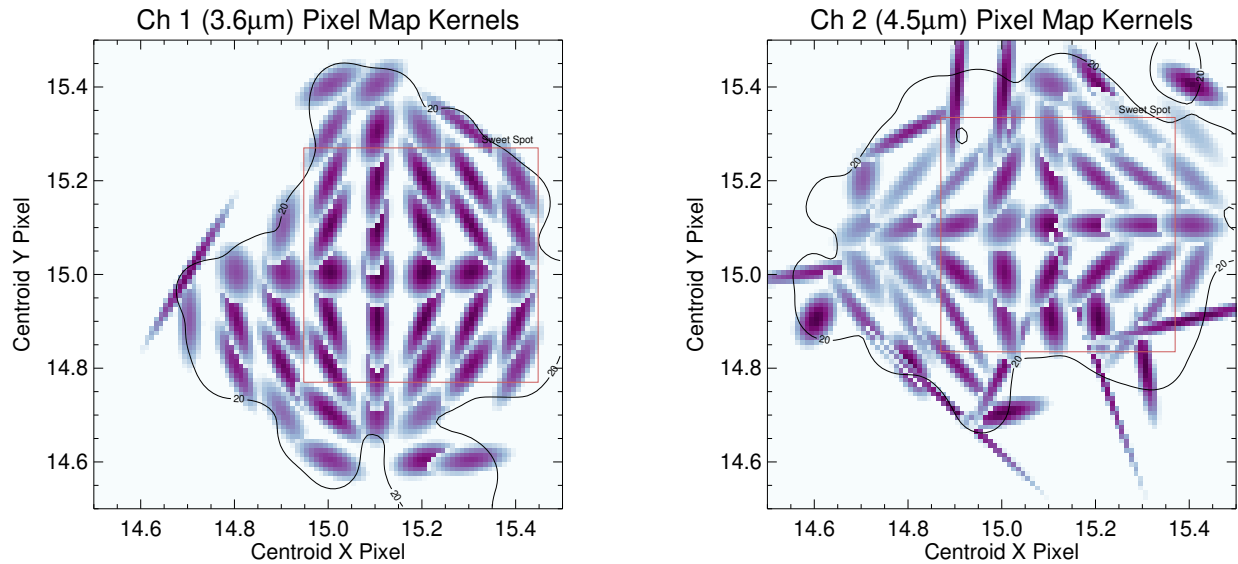 Ch 1 (3.6μm) Pixel Map Kernels
Ch 2 (4.5μm) Pixel Map Kernels
15.4
15.2
15.0
14.8
14.6
Centroid Y Pixel
20
Sweet Spot
20
20
20
20
14.6 14.8 15.0 15.2 15.4
Centroid X Pixel
15.4
15.2
15.0
14.8
14.6
Centroid Y Pixel
20
20
Sweet Spot
20
20
20
20
14.6 14.8 15.0 15.2 15.4
Centroid X Pixel